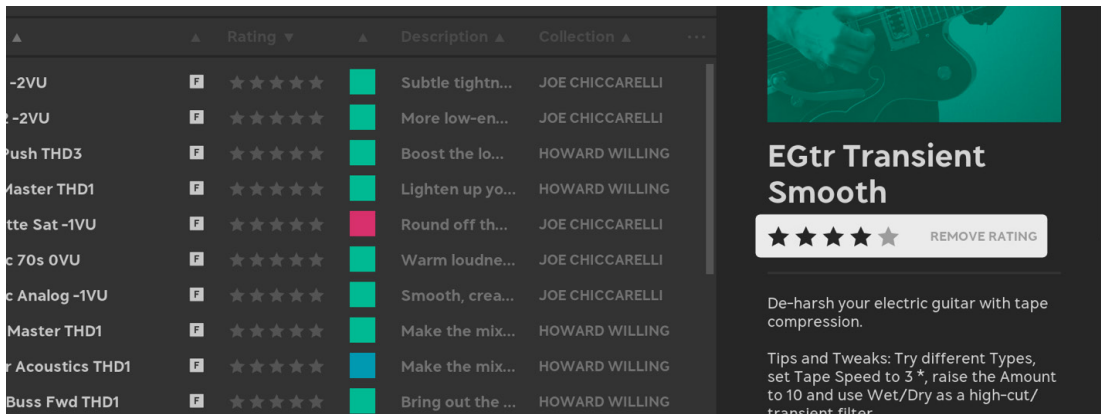 Rating ▼ Description ▲ Collection ▲ ...
-2VU F Subtle tightn... JOE CHICCARELLI
-2VU F More low-en... JOE CHICCARELLI
Push THD3 F Boost the lo... HOWARD WILLING
Master THD1 F Lighten up yo... HOWARD WILLING
tte Sat -1VU F Round off th... JOE CHICCARELLI
c 70s 0VU F Warm loudne... JOE CHICCARELLI
c Analog -1VU F Smooth, crea... JOE CHICCARELLI
Master THD1 F Make the mix... HOWARD WILLING
r Acoustics THD1 F Make the mix... HOWARD WILLING
Buss Fwd THD1 F Bring out the ... HOWARD WILLING
EGtr Transient
Smooth
REMOVE RATING
De-harsh your electric guitar with tape
compression.
Tips and Tweaks: Try different Types,
set Tape Speed to 3 *, raise the Amount
to 10 and use Wet/Dry as a high-cut/
transient filter